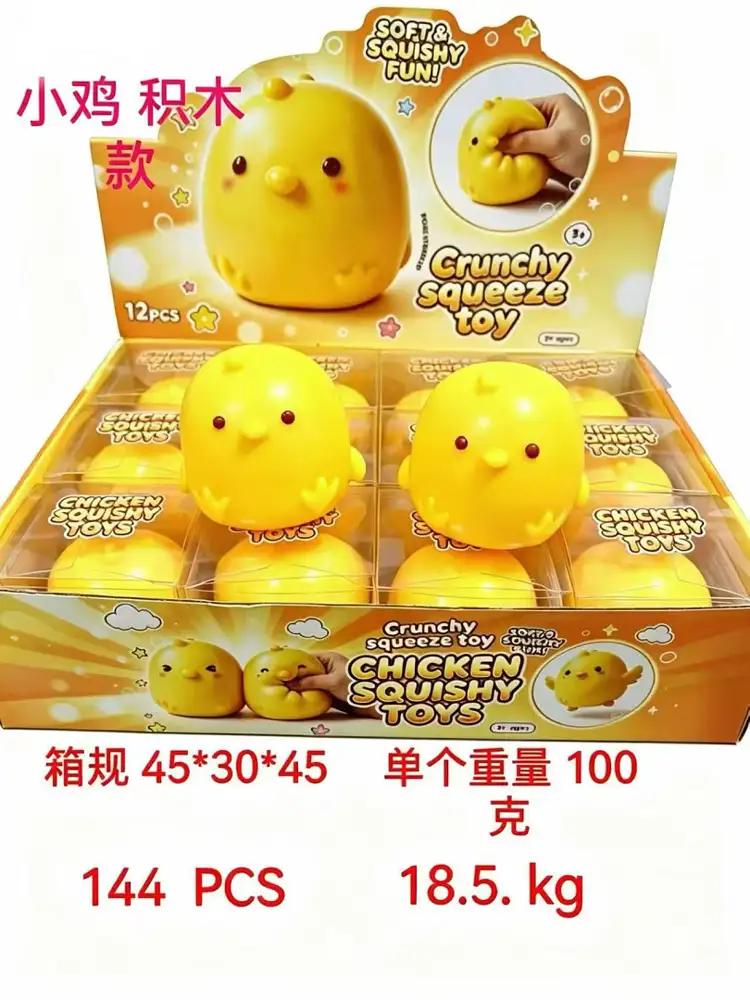 SOFT &
SQUISHY
FUN!
小鸡 积木
款
3+
Crunchy
squeeze
toy
12PCS
CHICKEN
SQUISHY
TOYS
CHICKEN
SQUISHY
TOYS
CHICKEN
SQUISHY
TOYS
Crunchy
squeeze toy
CHICKEN
SQUISHY
TOYS
箱规 45*30*45
单个重量 100
克
144 PCS
18.5. kg